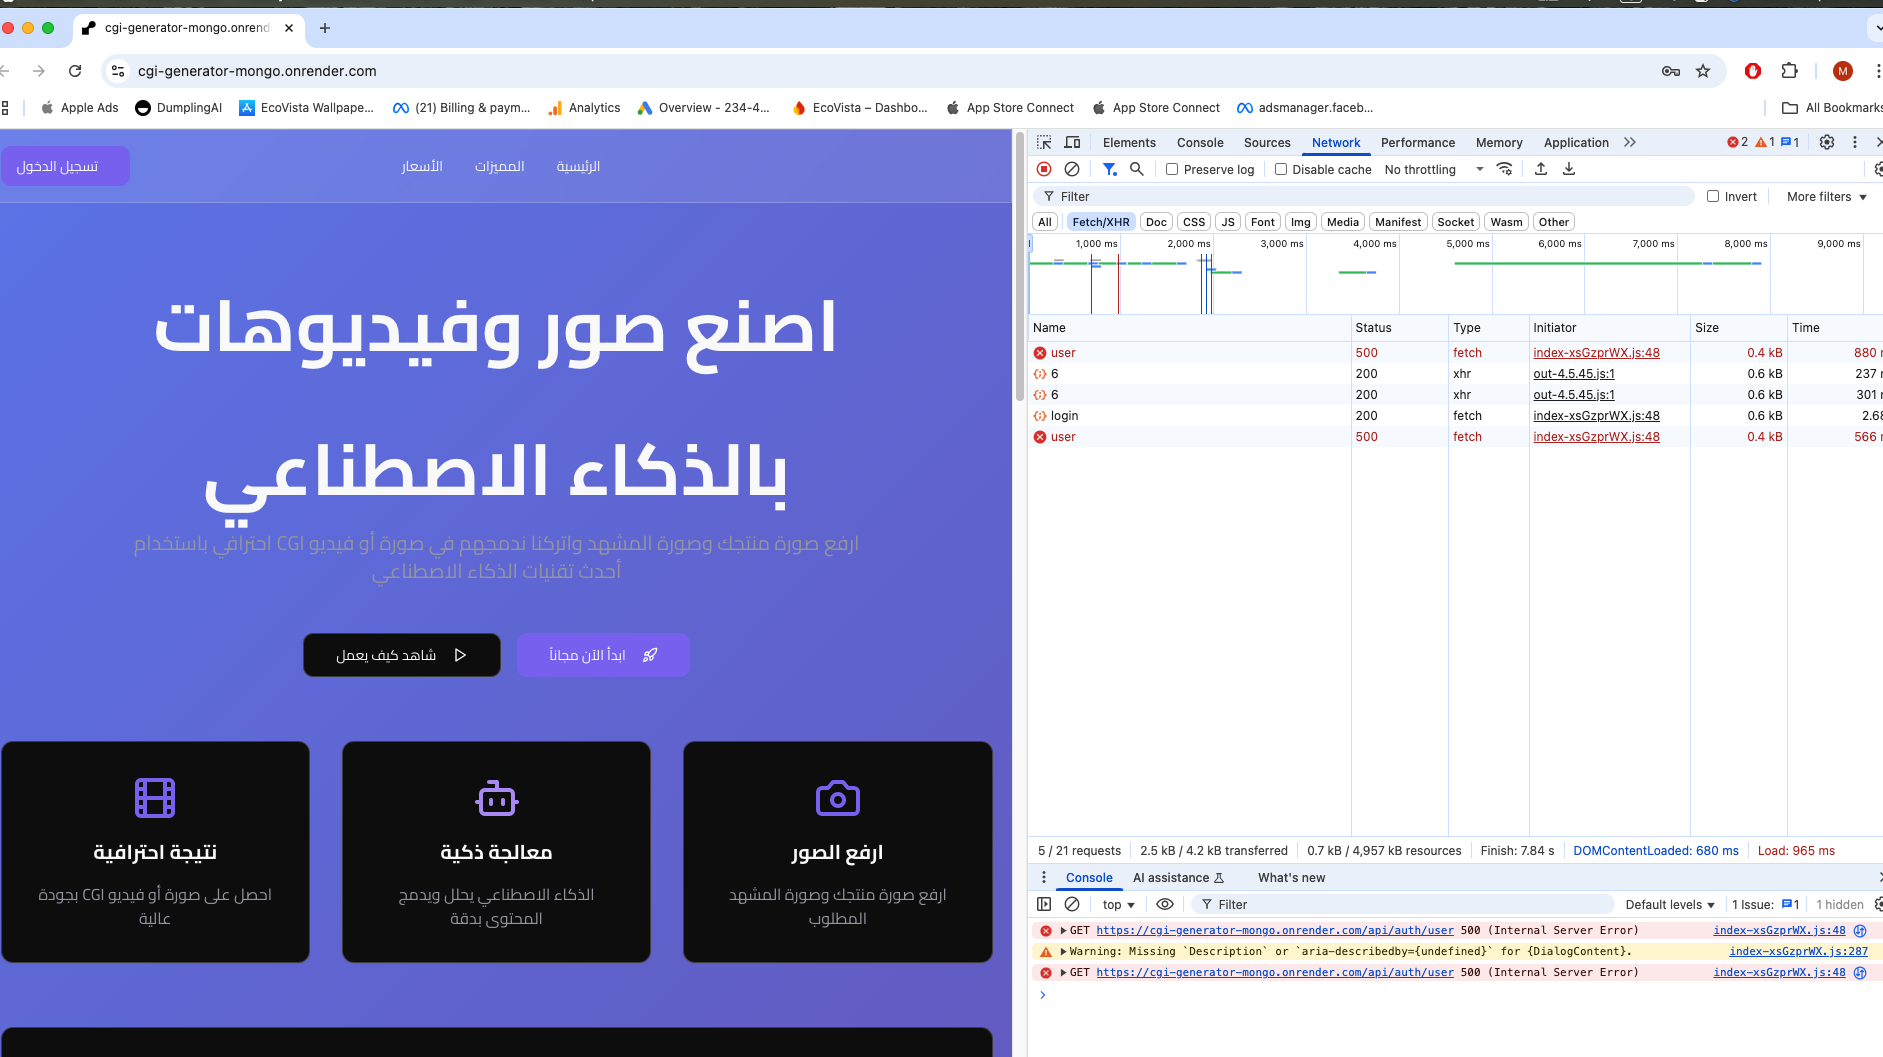 cgi-generator-mongo.onrend
cgi-generator-mongo.onrender.com
M
Apple Ads
DumplingAI
EcoVista Wallpape...
(21) Billing & paym...
Analytics
Overview - 234-4...
EcoVista – Dashbo...
App Store Connect
App Store Connect
adsmanager.faceb...
All Bookmarks
تسجيل الدخول
الرئيسية
المميزات
الأسعار
اصنع صور وفيديوهات
بالذكاء الاصطناعي
ارفع صورة منتجك وصورة المشهد واتركنا ندمجهم في صورة أو فيديو CGI احترافي باستخدام
أحدث تقنيات الذكاء الاصطناعي
ابدأ الآن مجاناً
شاهد كيف يعمل
ارفع الصور
ارفع صورة منتجك وصورة المشهد
المطلوب
معالجة ذكية
الذكاء الاصطناعي يحلل ويدمج
المحتوى بدقة
نتيجة احترافية
احصل على صورة أو فيديو CGI بجودة
عالية
Elements Console Sources Network Performance Memory Application 2 1 1
Preserve log Disable cache No throttling
Filter Invert More filters
All Fetch/XHR Doc CSS JS Font Img Media Manifest Socket Wasm Other
1,000 ms 2,000 ms 3,000 ms 4,000 ms 5,000 ms 6,000 ms 7,000 ms 8,000 ms 9,000 ms
Name Status Type Initiator Size Time
user 500 fetch index-xsGzprWX.js:48 0.4 kB 880
6 200 xhr out-4.5.45.js:1 0.6 kB 237
6 200 xhr out-4.5.45.js:1 0.6 kB 301
login 200 fetch index-xsGzprWX.js:48 0.6 kB 2.68
user 500 fetch index-xsGzprWX.js:48 0.4 kB 566
5 / 21 requests 2.5 kB / 4.2 kB transferred 0.7 kB / 4,957 kB resources Finish: 7.84 s DOMContentLoaded: 680 ms Load: 965 ms
Console AI assistance What's new
top Filter Default levels 1 Issue: 1 1 hidden
GET https://cgi-generator-mongo.onrender.com/api/auth/user 500 (Internal Server Error) index-xsGzprWX.js:48
Warning: Missing `Description` or `aria-describedby={undefined}` for {DialogContent}. index-xsGzprWX.js:287
GET https://cgi-generator-mongo.onrender.com/api/auth/user 500 (Internal Server Error) index-xsGzprWX.js:48